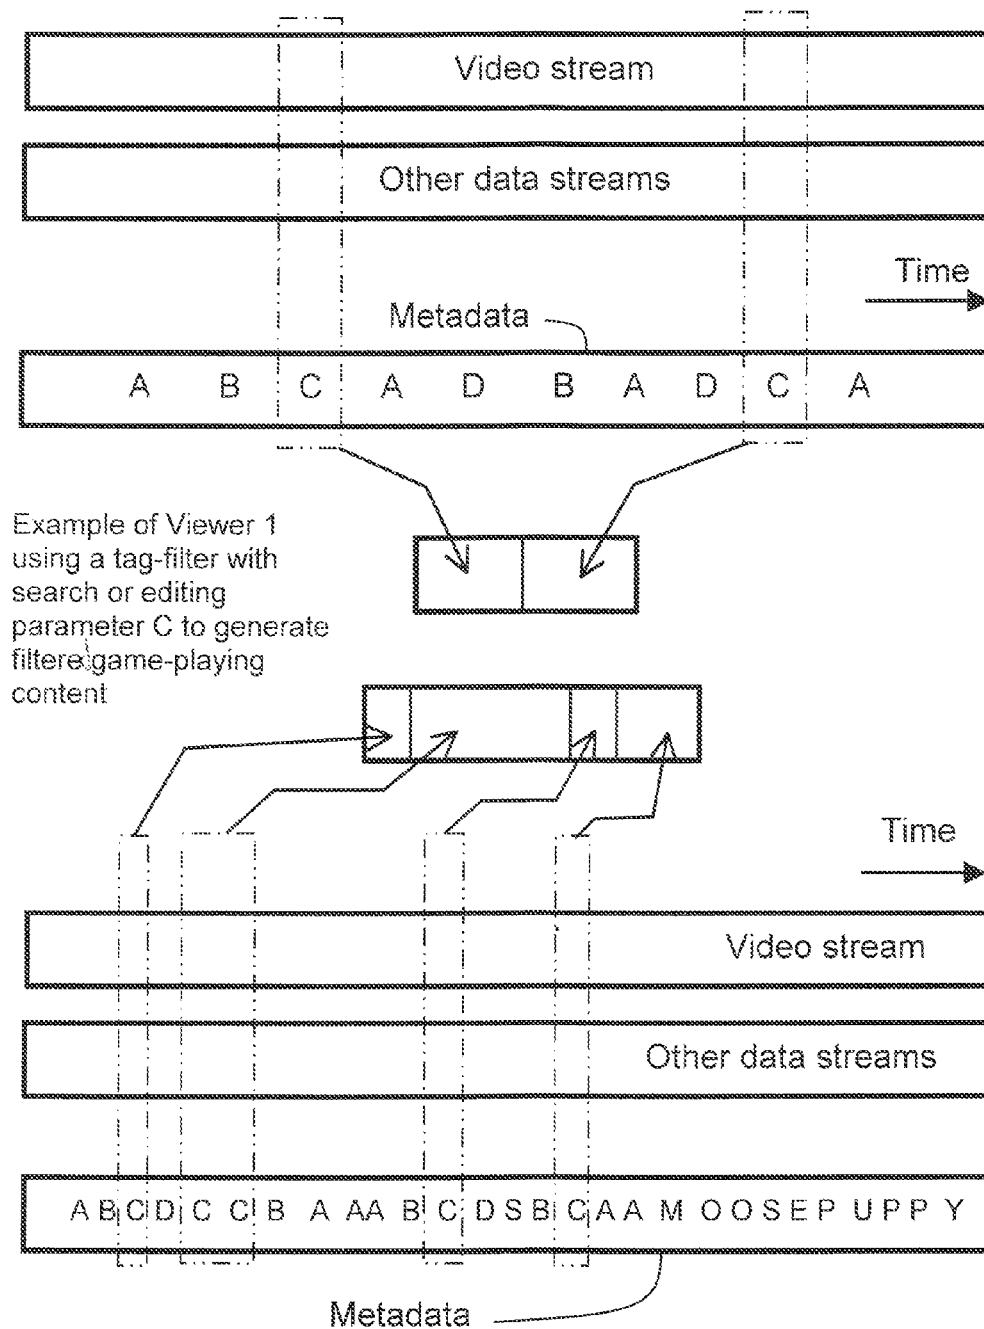 Video stream
Other data streams
Time
Metadata
A B C A D B A D C A
Example of Viewer 1
using a tag-filter with
search or editing
parameter C to generate
filtere game-playing
content
Time
Video stream
Other data streams
A B C D C C B A A A B C D S B C A A M O O S E P U P P Y
Metadata